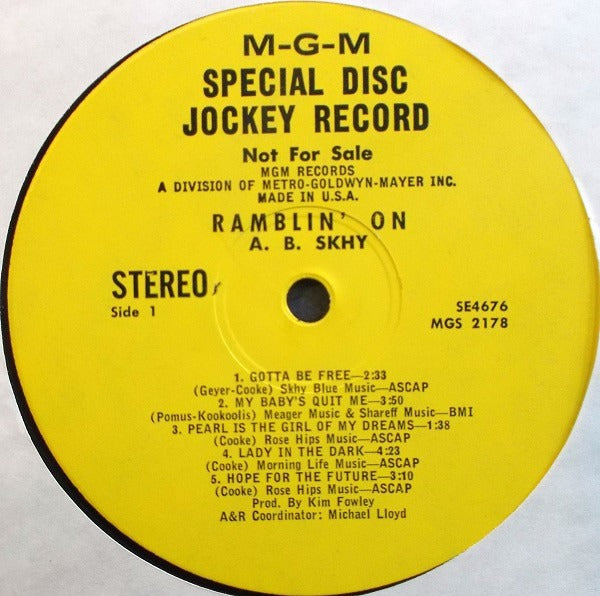 M-G-M
SPECIAL DISC
JOCKEY RECORD
Not For Sale
MGM RECORDS
A DIVISION OF METRO-GOLDWYN-MAYER INC.
MADE IN U.S.A.
RAMBLIN' ON
A. B. SKHY
STEREO
Side 1
SE4676
MGS 2178
1. GOTTA BE FREE—2:33
(Geyer-Cooke) Skhy Blue Music—ASCAP
2. MY BABY'S QUIT ME—3:50
(Pomus-Kookoolis) Meager Music & Shareff Music—BMI
3. PEARL IS THE GIRL OF MY DREAMS—1:38
(Cooke) Rose Hips Music—ASCAP
4. LADY IN THE DARK—4:23
(Cooke) Morning Life Music—ASCAP
5. HOPE FOR THE FUTURE—3:10
(Cooke) Rose Hips Music—ASCAP
Prod. By Kim Fowley
A&R Coordinator: Michael Lloyd